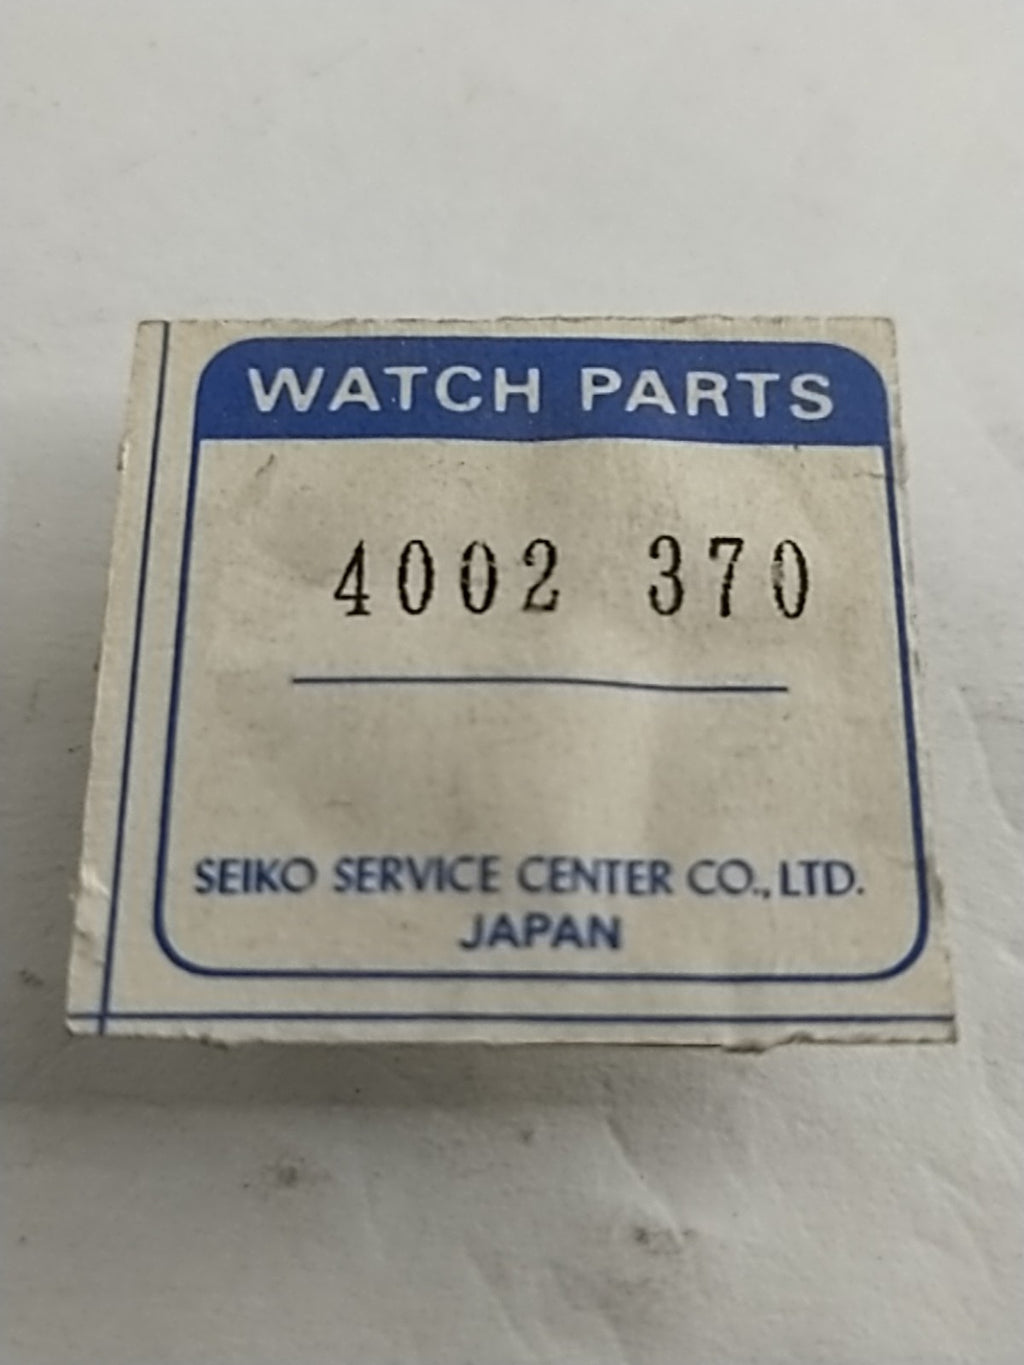 WATCH PARTS
4002 370
SEIKO SERVICE CENTER CO., LTD.
JAPAN